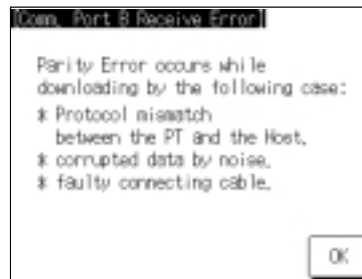 [Comm. Port B Receive Error]
Parity Error occurs while
downloading by the following case:
* Protocol mismatch
between the PT and the Host,
* corrupted data by noise,
* faulty connecting cable.
OK